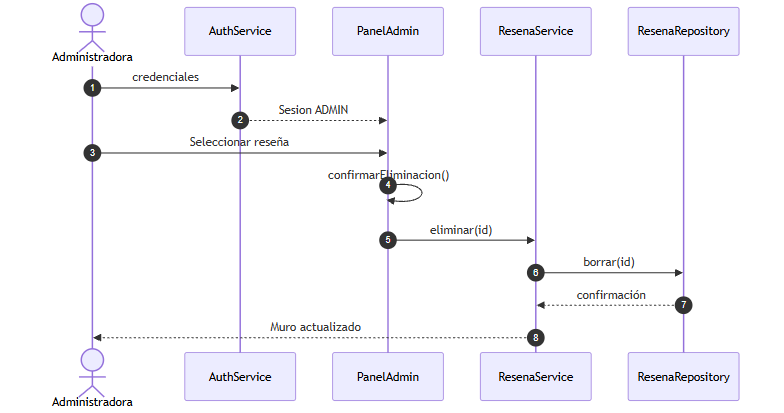 AuthService PanelAdmin ResenaService ResenaRepository
Administradora
1 credenciales
2 Sesion ADMIN
3 Seleccionar reseña
confirmarEliminacion()
4
5 eliminar(id)
6 borrar(id)
confirmación 7
Muro actualizado 8
AuthService PanelAdmin ResenaService ResenaRepository
Administradora